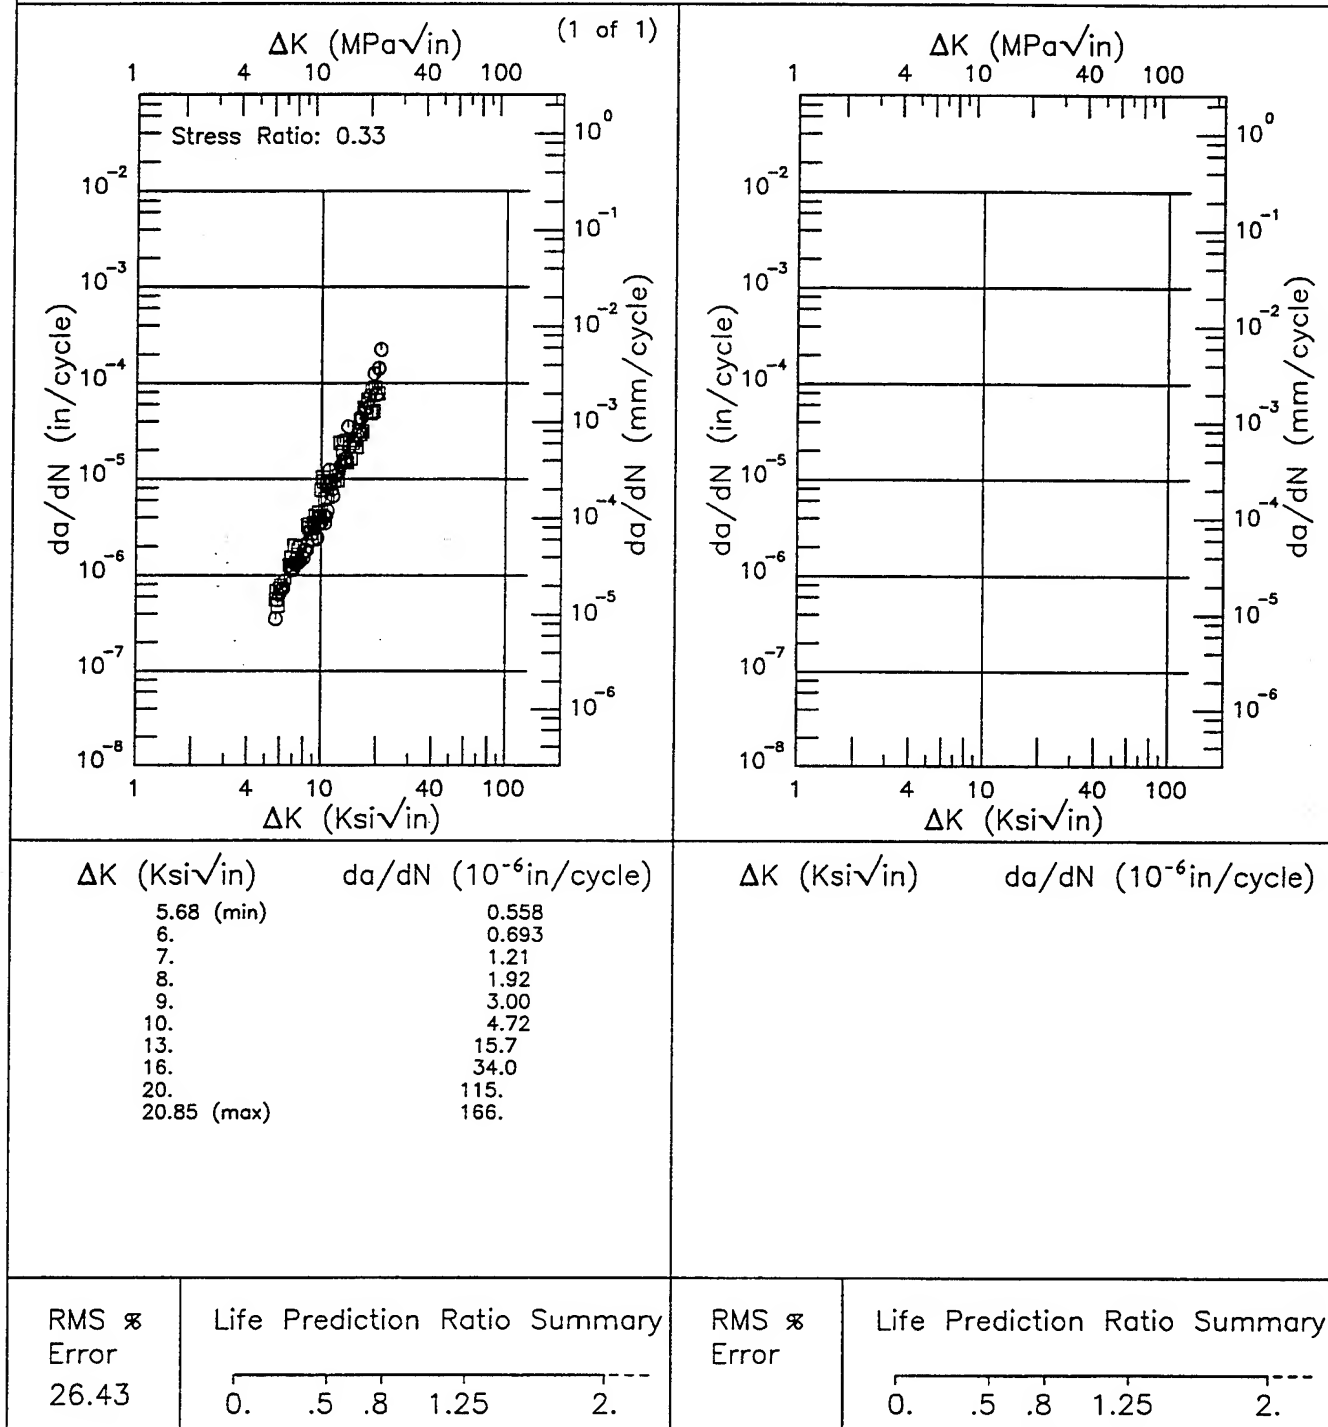 (1 of 1)
ΔK (MPa√in)
1 4 10 40 100
Stress Ratio: 0.33
10⁰
10⁻²
10⁻¹
10⁻³
10⁻²
10⁻⁴
10⁻³
10⁻⁵
10⁻⁴
10⁻⁶
10⁻⁵
10⁻⁷
10⁻⁶
10⁻⁸
da/dN (in/cycle)
da/dN (mm/cycle)
1 4 10 40 100
ΔK (Ksi√in)
ΔK (MPa√in)
1 4 10 40 100
10⁰
10⁻²
10⁻¹
10⁻³
10⁻²
10⁻⁴
10⁻³
10⁻⁵
10⁻⁴
10⁻⁶
10⁻⁵
10⁻⁷
10⁻⁶
10⁻⁸
da/dN (in/cycle)
da/dN (mm/cycle)
1 4 10 40 100
ΔK (Ksi√in)
ΔK (Ksi√in) da/dN (10⁻⁶in/cycle)
5.68 (min) 0.558
6. 0.693
7. 1.21
8. 1.92
9. 3.00
10. 4.72
13. 15.7
16. 34.0
20. 115.
20.85 (max) 166.
ΔK (Ksi√in) da/dN (10⁻⁶in/cycle)
RMS %
Error
26.43
Life Prediction Ratio Summary
0. .5 .8 1.25 2.
RMS %
Error
Life Prediction Ratio Summary
0. .5 .8 1.25 2.